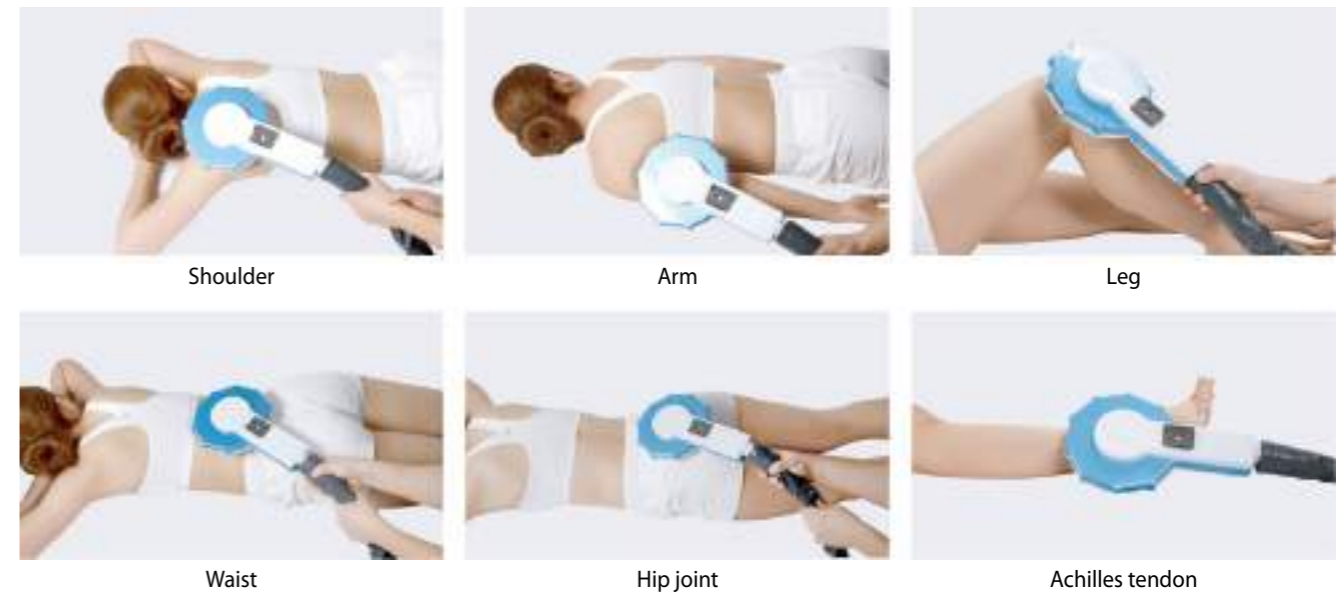 Shoulder
Arm
Leg
Waist
Hip joint
Achilles tendon